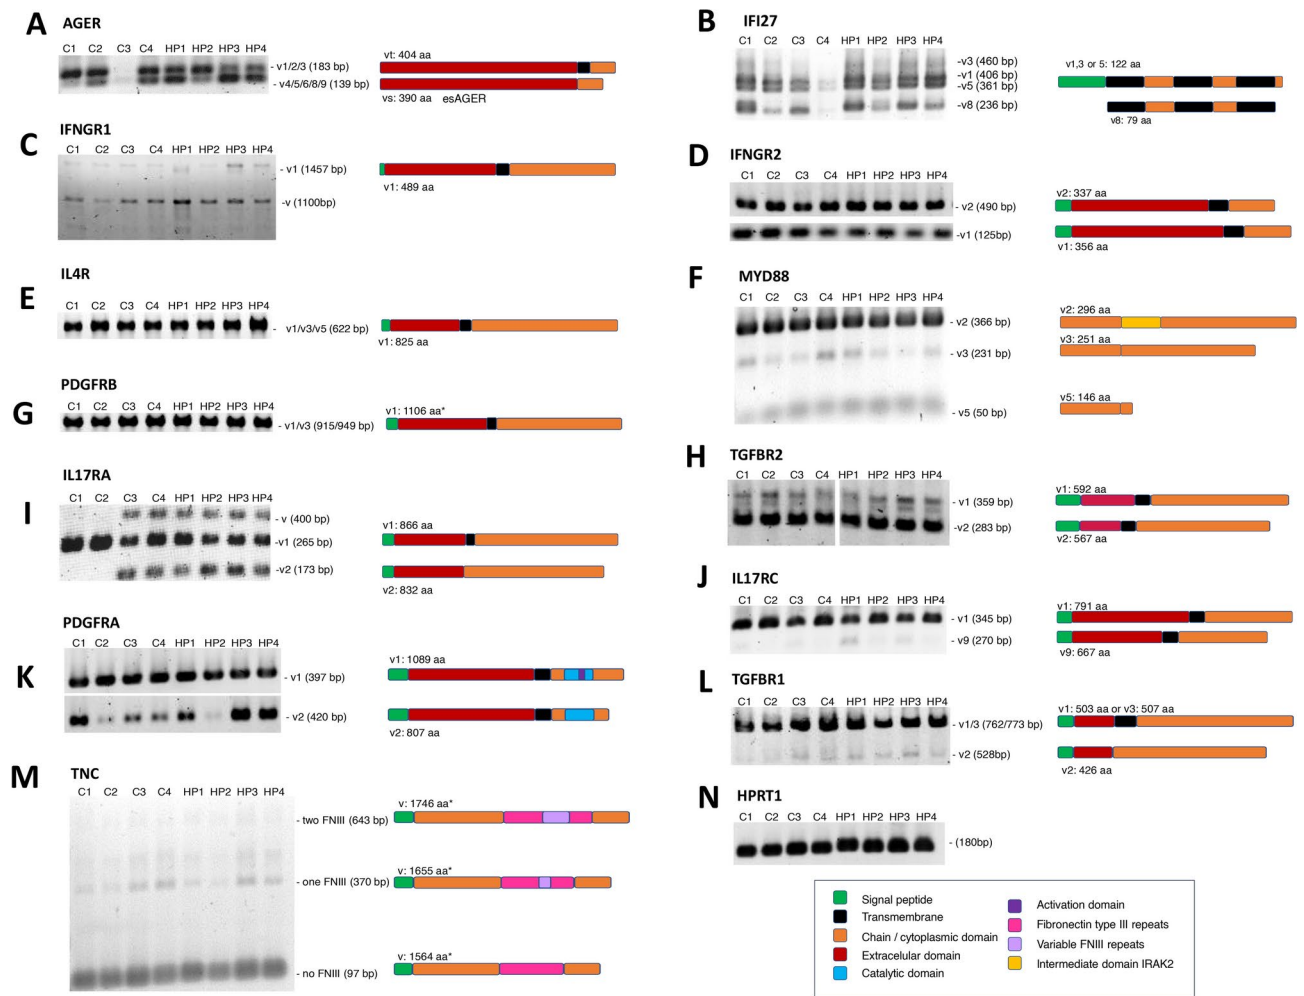 A AGER
C1 C2 C3 C4 HP1 HP2 HP3 HP4
- v1/2/3 (183 bp)
- v4/5/6/8/9 (139 bp)
vt: 404 aa
vs: 390 aa esAGER
B IFI27
C1 C2 C3 C4 HP1 HP2 HP3 HP4
-v3 (460 bp)
-v1 (406 bp)
-v5 (361 bp)
-v8 (236 bp)
v1,3 or 5: 122 aa
v8: 79 aa
C IFNGR1
C1 C2 C3 C4 HP1 HP2 HP3 HP4
- v1 (1457 bp)
-v (1100bp)
v1: 489 aa
D IFNGR2
C1 C2 C3 C4 HP1 HP2 HP3 HP4
- v2 (490 bp)
-v1 (125bp)
v2: 337 aa
v1: 356 aa
E IL4R
C1 C2 C3 C4 HP1 HP2 HP3 HP4
- v1/v3/v5 (622 bp)
v1: 825 aa
F MYD88
C1 C2 C3 C4 HP1 HP2 HP3 HP4
- v2 (366 bp)
- v3 (231 bp)
- v5 (50 bp)
v2: 296 aa
v3: 251 aa
v5: 146 aa
G PDGFRB
C1 C2 C3 C4 HP1 HP2 HP3 HP4
- v1/v3 (915/949 bp)
v1: 1106 aa*
H TGFBR2
C1 C2 C3 C4 HP1 HP2 HP3 HP4
- v1 (359 bp)
-v2 (283 bp)
v1: 592 aa
v2: 567 aa
I IL17RA
C1 C2 C3 C4 HP1 HP2 HP3 HP4
- v (400 bp)
-v1 (265 bp)
-v2 (173 bp)
v1: 866 aa
v2: 832 aa
J IL17RC
C1 C2 C3 C4 HP1 HP2 HP3 HP4
- v1 (345 bp)
- v9 (270 bp)
v1: 791 aa
v9: 667 aa
K PDGFRA
C1 C2 C3 C4 HP1 HP2 HP3 HP4
- v1 (397 bp)
- v2 (420 bp)
v1: 1089 aa
v2: 807 aa
L TGFBR1
C1 C2 C3 C4 HP1 HP2 HP3 HP4
- v1/3 (762/773 bp)
- v2 (528bp)
v1: 503 aa or v3: 507 aa
v2: 426 aa
M TNC
C1 C2 C3 C4 HP1 HP2 HP3 HP4
- two FNIII (643 bp)
- one FNIII (370 bp)
- no FNIII (97 bp)
v: 1746 aa*
v: 1655 aa*
v: 1564 aa*
N HPRT1
C1 C2 C3 C4 HP1 HP2 HP3 HP4
- (180bp)
Signal peptide
Transmembrane
Chain / cytoplasmic domain
Extracelular domain
Catalytic domain
Activation domain
Fibronectin type III repeats
Variable FNIII repeats
Intermediate domain IRAK2